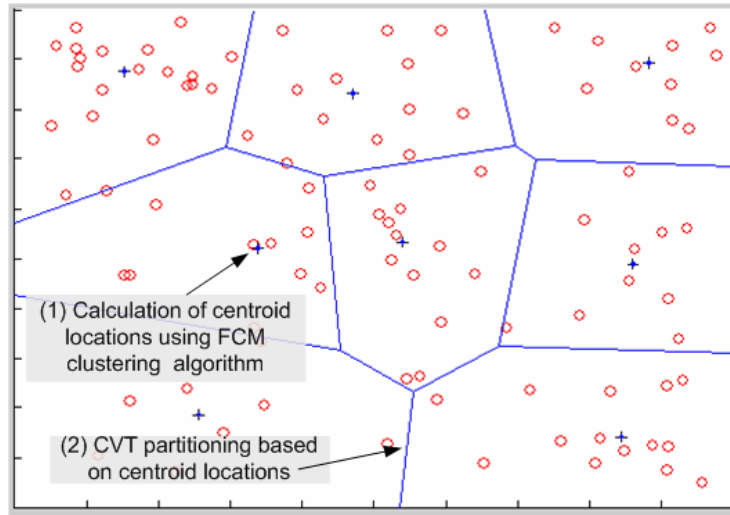 (1) Calculation of centroid
locations using FCM
clustering algorithm
(2) CVT partitioning based
on centroid locations